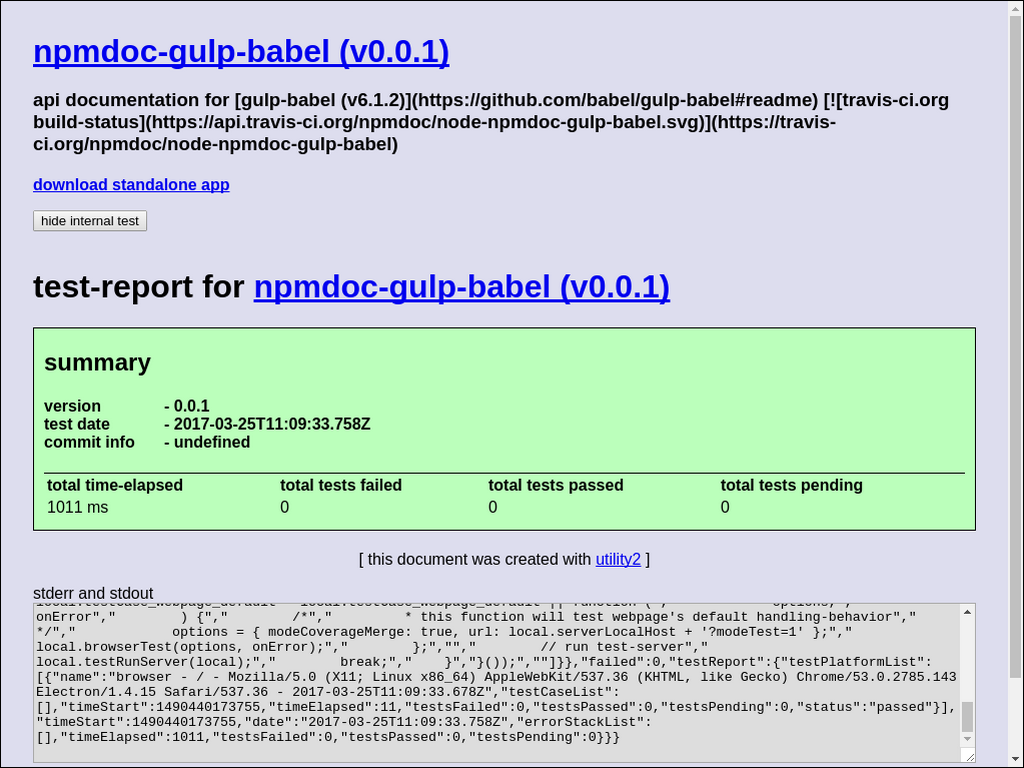 npmdoc-gulp-babel (v0.0.1)
api documentation for [gulp-babel (v6.1.2)](https://github.com/babel/gulp-babel#readme) [![travis-ci.org
build-status](https://api.travis-ci.org/npmdoc/node-npmdoc-gulp-babel.svg)](https://travis-
ci.org/npmdoc/node-npmdoc-gulp-babel)
download standalone app
hide internal test
test-report for npmdoc-gulp-babel (v0.0.1)
summary
version - 0.0.1
test date - 2017-03-25T11:09:33.758Z
commit info - undefined
total time-elapsed total tests failed total tests passed total tests pending
1011 ms 0 0 0
[ this document was created with utility2 ]
stderr and stdout
onError","        ) {","        /*","         * this function will test webpage's default handling-behavior","
*/","            options = { modeCoverageMerge: true, url: local.serverLocalHost + '?modeTest=1' };","
local.browserTest(options, onError);","        };","","        // run test-server","
local.testRunServer(local);","        break;","    }","}());",""]}},"failed":0,"testReport":{"testPlatformList":
[{"name":"browser - / - Mozilla/5.0 (X11; Linux x86_64) AppleWebKit/537.36 (KHTML, like Gecko) Chrome/53.0.2785.143
Electron/1.4.15 Safari/537.36 - 2017-03-25T11:09:33.678Z","testCaseList":
[],"timeStart":1490440173755,"timeElapsed":11,"testsFailed":0,"testsPassed":0,"testsPending":0,"status":"passed"}],
"timeStart":1490440173755,"date":"2017-03-25T11:09:33.758Z","errorStackList":
[],"timeElapsed":1011,"testsFailed":0,"testsPassed":0,"testsPending":0}}}